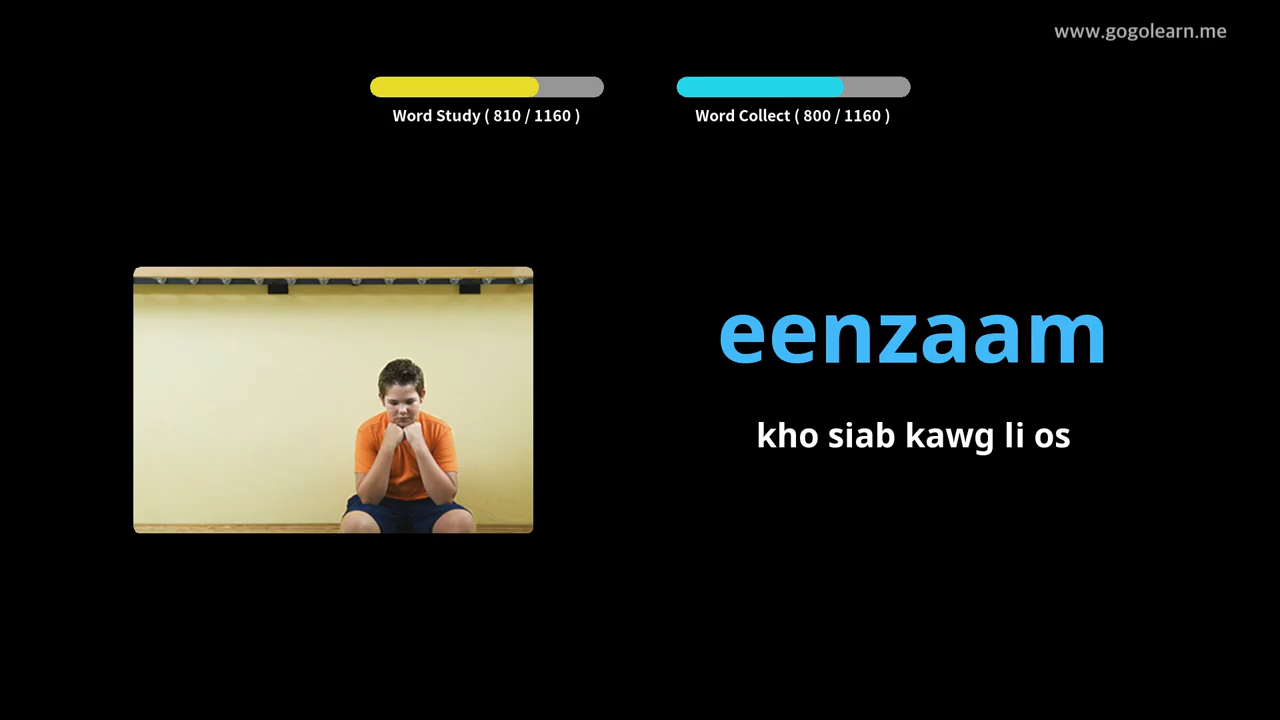 www.gogolearn.me
Word Study ( 810 / 1160 )
Word Collect ( 800 / 1160 )
eenzaam
kho siab kawg li os